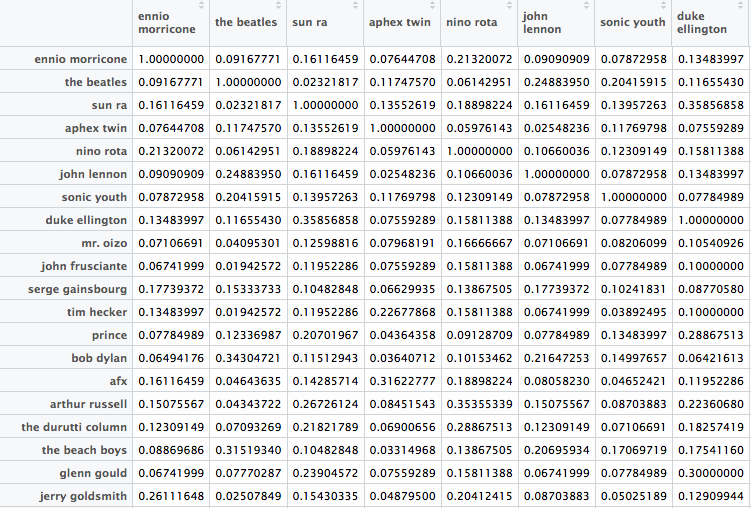 ennio morricone the beatles sun ra aphex twin nino rota john lennon sonic youth duke ellington
ennio morricone 1.00000000 0.09167771 0.16116459 0.07644708 0.21320072 0.09090909 0.07872958 0.13483997
the beatles 0.09167771 1.00000000 0.02321817 0.11747570 0.06142951 0.24883950 0.20415915 0.11655430
sun ra 0.16116459 0.02321817 1.00000000 0.13552619 0.18898224 0.16116459 0.13957263 0.35856858
aphex twin 0.07644708 0.11747570 0.13552619 1.00000000 0.05976143 0.02548236 0.11769798 0.07559289
nino rota 0.21320072 0.06142951 0.18898224 0.05976143 1.00000000 0.10660036 0.12309149 0.15811388
john lennon 0.09090909 0.24883950 0.16116459 0.02548236 0.10660036 1.00000000 0.07872958 0.13483997
sonic youth 0.07872958 0.20415915 0.13957263 0.11769798 0.12309149 0.07872958 1.00000000 0.07784989
duke ellington 0.13483997 0.11655430 0.35856858 0.07559289 0.15811388 0.13483997 0.07784989 1.00000000
mr. oizo 0.07106691 0.04095301 0.12598816 0.07968191 0.16666667 0.07106691 0.08206099 0.10540926
john frusciante 0.06741999 0.01942572 0.11952286 0.07559289 0.15811388 0.06741999 0.07784989 0.10000000
serge gainsbourg 0.17739372 0.15333733 0.10482848 0.06629935 0.13867505 0.17739372 0.10241831 0.08770580
tim hecker 0.13483997 0.01942572 0.11952286 0.22677868 0.15811388 0.06741999 0.03892495 0.10000000
prince 0.07784989 0.12336987 0.20701967 0.04364358 0.09128709 0.07784989 0.13483997 0.28867513
bob dylan 0.06494176 0.34304721 0.11512943 0.03640712 0.10153462 0.21647253 0.14997657 0.06421613
afx 0.16116459 0.04643635 0.14285714 0.31622777 0.18898224 0.08058230 0.04652421 0.11952286
arthur russell 0.15075567 0.04343722 0.26726124 0.08451543 0.35355339 0.15075567 0.08703883 0.22360680
the durutti column 0.12309149 0.07093269 0.21821789 0.06900656 0.28867513 0.12309149 0.07106691 0.18257419
the beach boys 0.08869686 0.31519340 0.10482848 0.03314968 0.13867505 0.20695934 0.17069719 0.17541160
glenn gould 0.06741999 0.07770287 0.23904572 0.07559289 0.15811388 0.06741999 0.07784989 0.30000000
jerry goldsmith 0.26111648 0.02507849 0.15430335 0.04879500 0.20412415 0.08703883 0.05025189 0.12909944